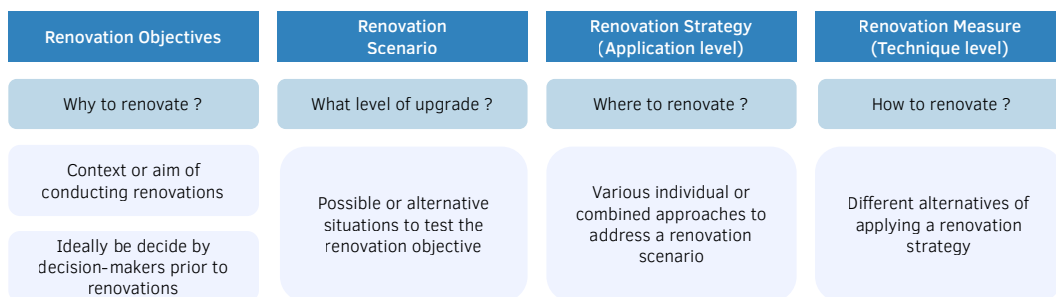 Renovation Objectives
Why to renovate ?
Context or aim of
conducting renovations
Ideally be decide by
decision-makers prior to
renovations
Renovation
Scenario
What level of upgrade ?
Possible or alternative
situations to test the
renovation objective
Renovation Strategy
(Application level)
Where to renovate ?
Various individual or
combined approaches to
address a renovation
scenario
Renovation Measure
(Technique level)
How to renovate ?
Different alternatives of
applying a renovation
strategy